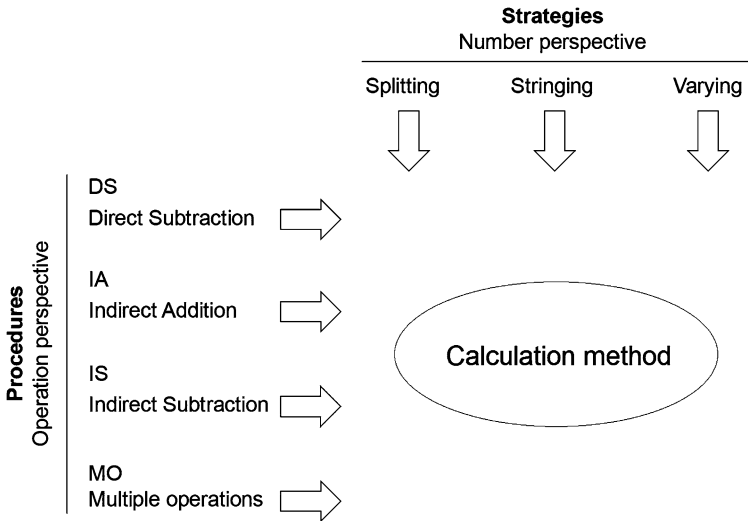 Strategies
Number perspective
Splitting
Stringing
Varying
Procedures
Operation perspective
DS
Direct Subtraction
IA
Indirect Addition
IS
Indirect Subtraction
MO
Multiple operations
Calculation method